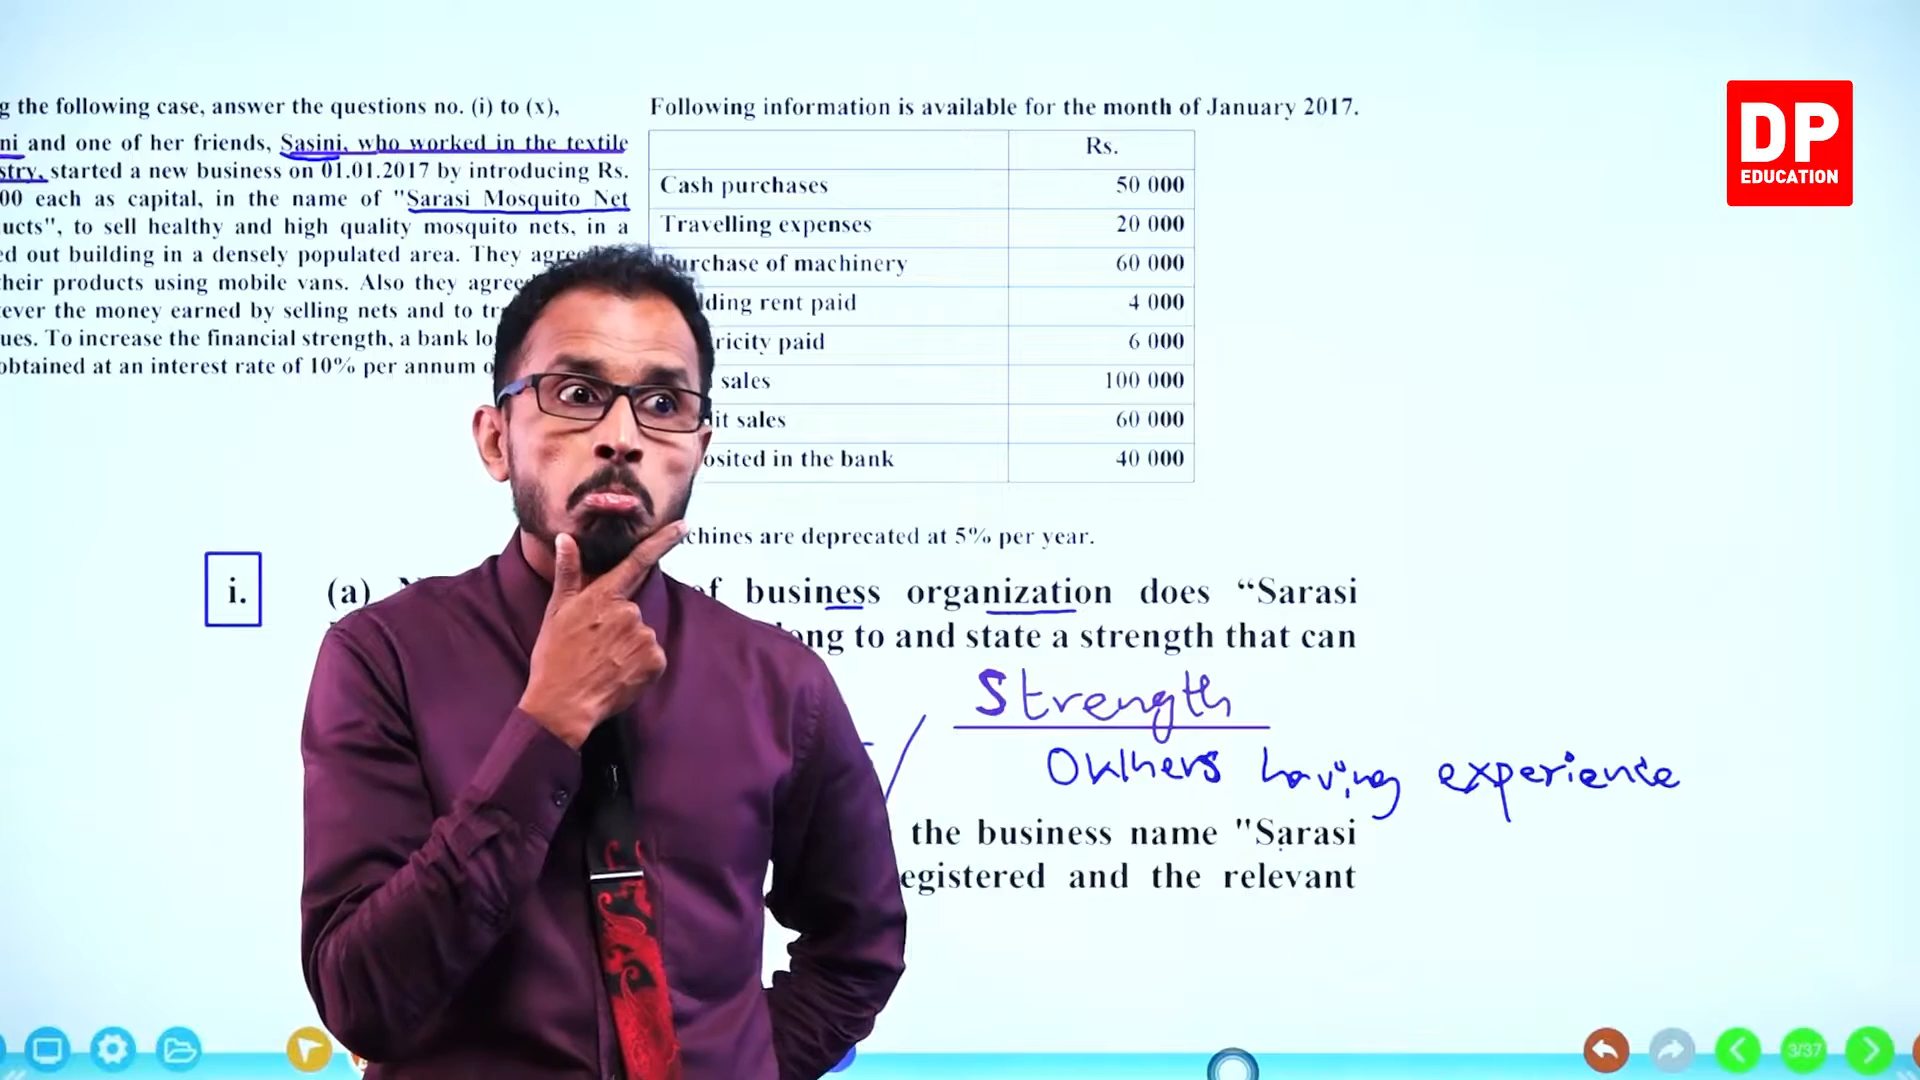 g the following case, answer the questions no. (i) to (x),
ni and one of her friends, Sasini, who worked in the textile
stry, started a new business on 01.01.2017 by introducing Rs.
00 each as capital, in the name of "Sarasi Mosquito Net
ucts", to sell healthy and high quality mosquito nets, in a
ed out building in a densely populated area. They agree
their products using mobile vans. Also they agree
ever the money earned by selling nets and to tr
ues. To increase the financial strength, a bank lo
obtained at an interest rate of 10% per annum o
Following information is available for the month of January 2017.
Rs.
Cash purchases 50 000
Travelling expenses 20 000
Purchase of machinery 60 000
lding rent paid 4 000
ricity paid 6 000
sales 100 000
dit sales 60 000
osited in the bank 40 000
chines are deprecated at 5% per year.
i. (a) N f business organization does “Sarasi
ong to and state a strength that can
Strength
Owners having experience
the business name "Sarasi
egistered and the relevant
DP
EDUCATION
3/37